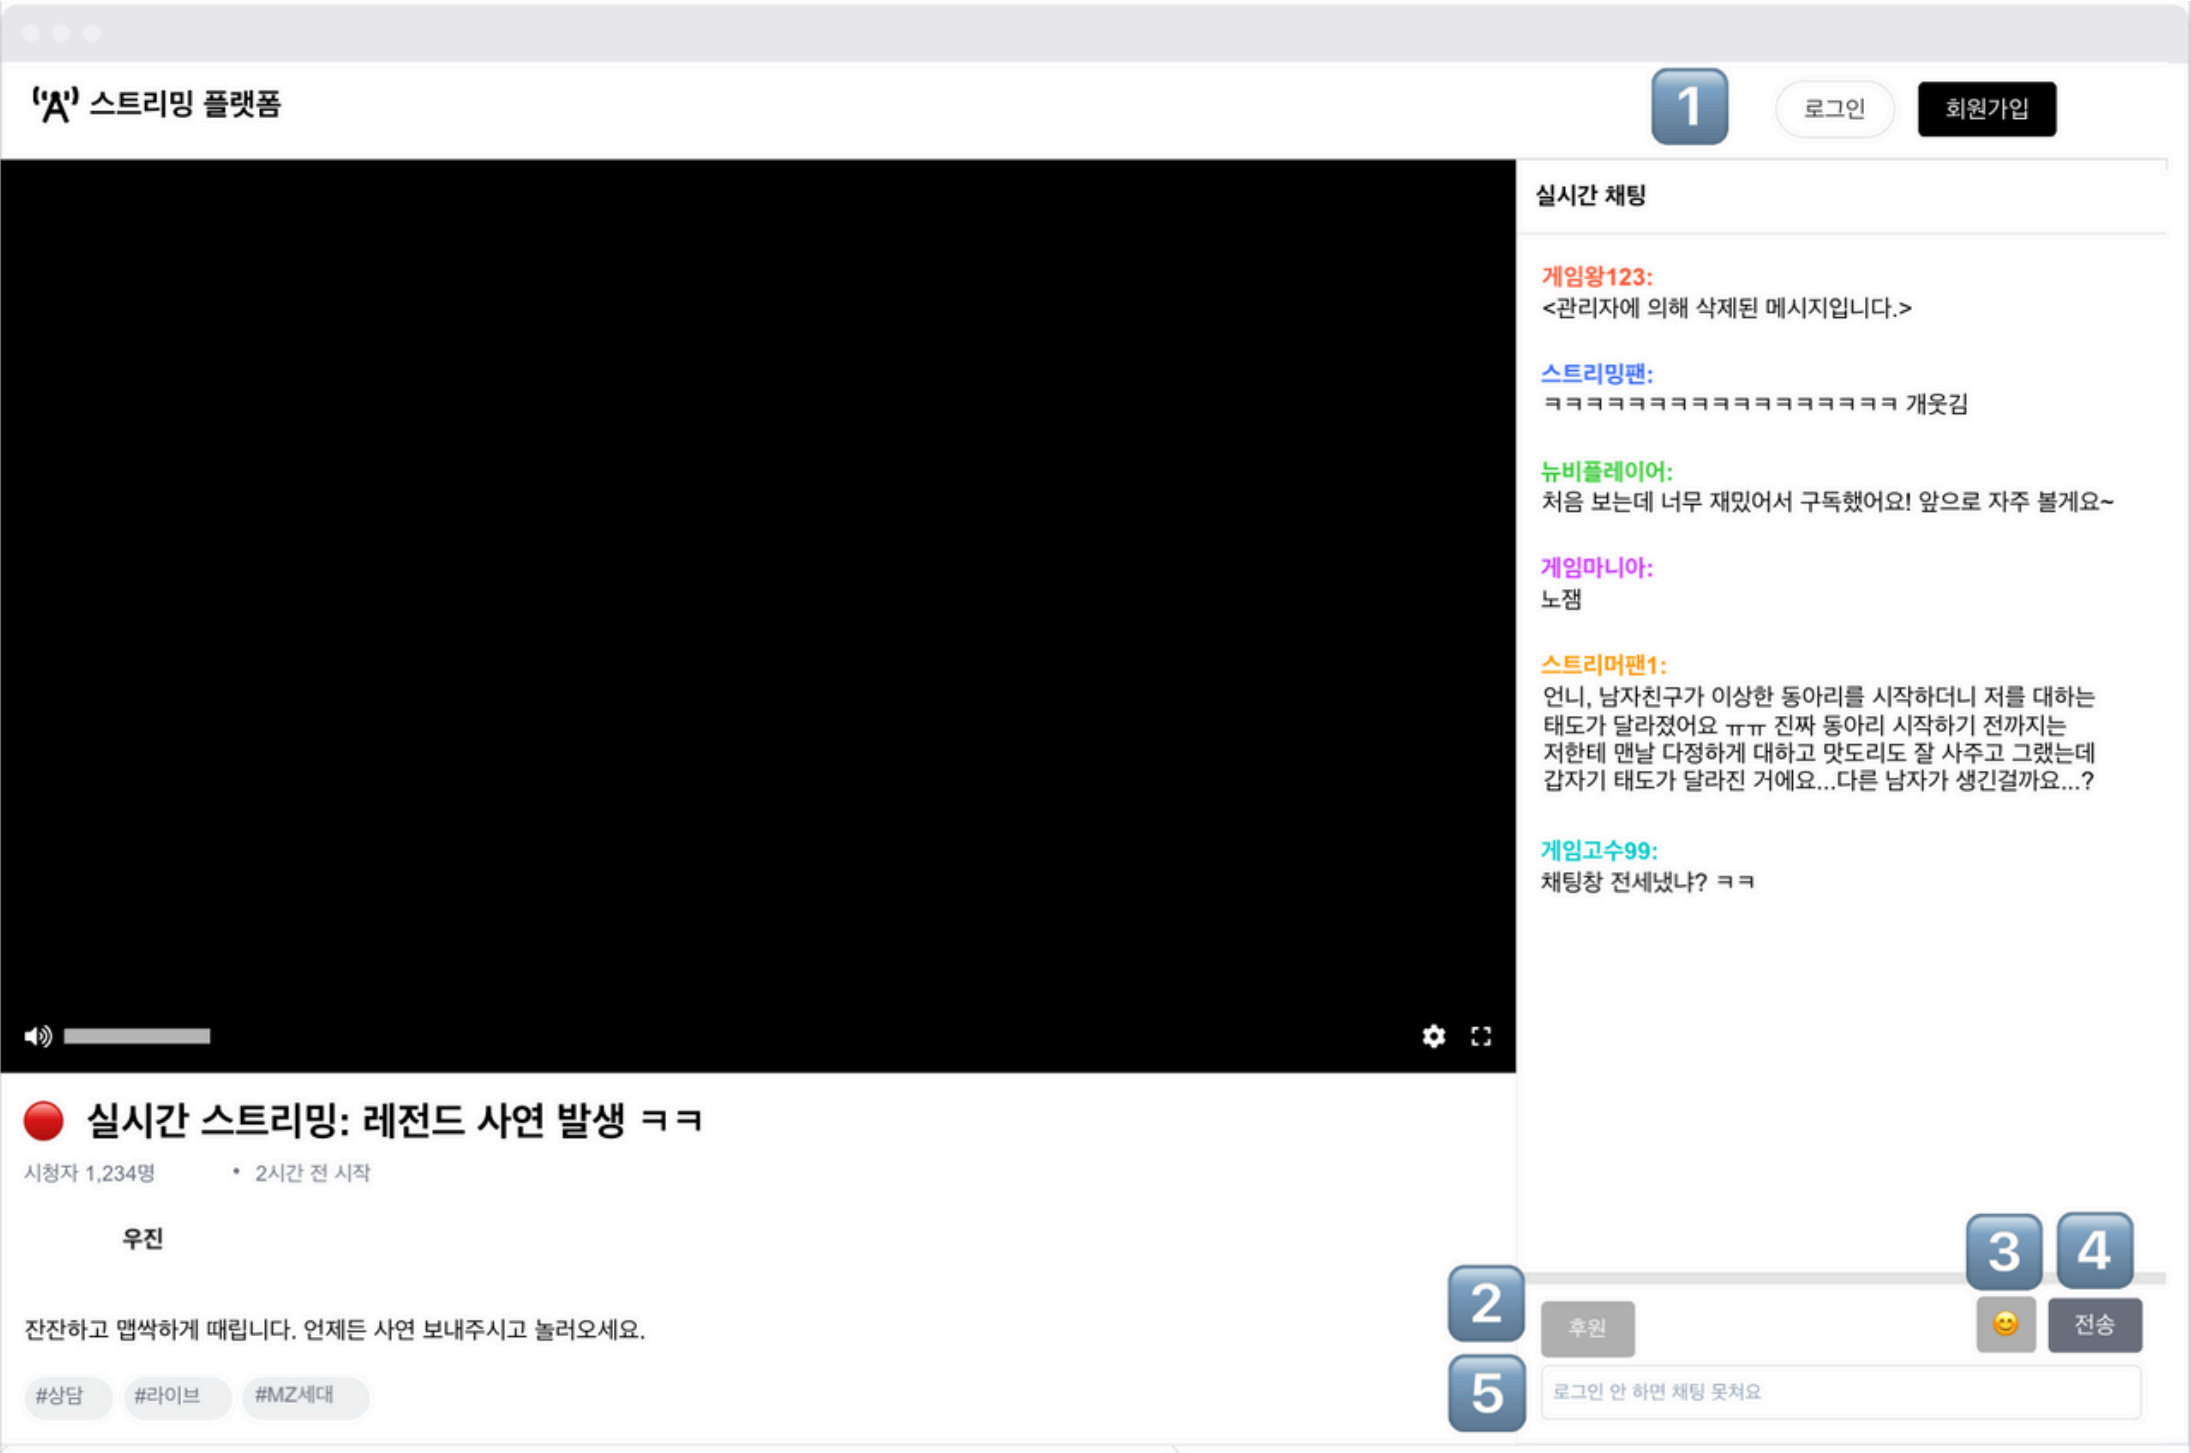 스트리밍 플랫폼
1
로그인
회원가입
실시간 채팅
게임왕123:
<관리자에 의해 삭제된 메시지입니다.>
스트리밍팬:
ㅋㅋㅋㅋㅋㅋㅋㅋㅋㅋㅋㅋㅋㅋㅋㅋㅋ 개웃김
뉴비플레이어:
처음 보는데 너무 재밌어서 구독했어요! 앞으로 자주 볼게요~
게임마니아:
노잼
스트리머팬1:
언니, 남자친구가 이상한 동아리를 시작하더니 저를 대하는
태도가 달라졌어요 ㅠㅠ 진짜 동아리 시작하기 전까지는
저한테 맨날 다정하게 대하고 맛도리도 잘 사주고 그랬는데
갑자기 태도가 달라진 거에요...다른 남자가 생긴걸까요...?
게임고수99:
채팅창 전세냈냐? ㅋㅋ
실시간 스트리밍: 레전드 사연 발생 ㅋㅋ
시청자 1,234명
• 2시간 전 시작
우진
잔잔하고 맵싹하게 때립니다. 언제든 사연 보내주시고 놀러오세요.
#상담
#라이브
#MZ세대
2
3
4
후원
😊
전송
5
로그인 안 하면 채팅 못쳐요